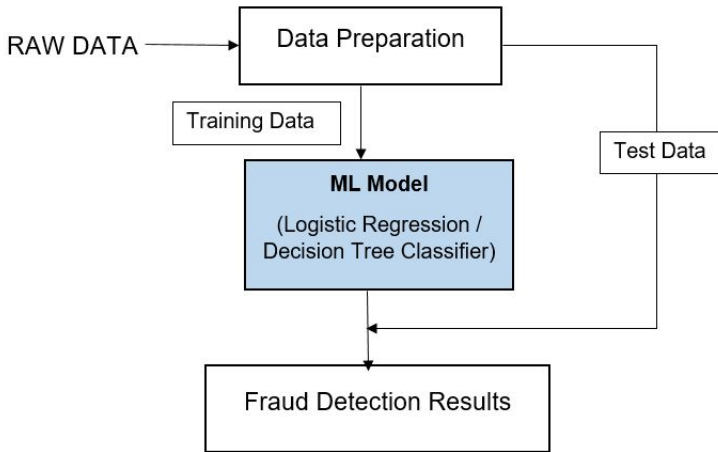 Data Preparation
RAW DATA
Training Data
Test Data
ML Model
(Logistic Regression /
Decision Tree Classifier)
Fraud Detection Results